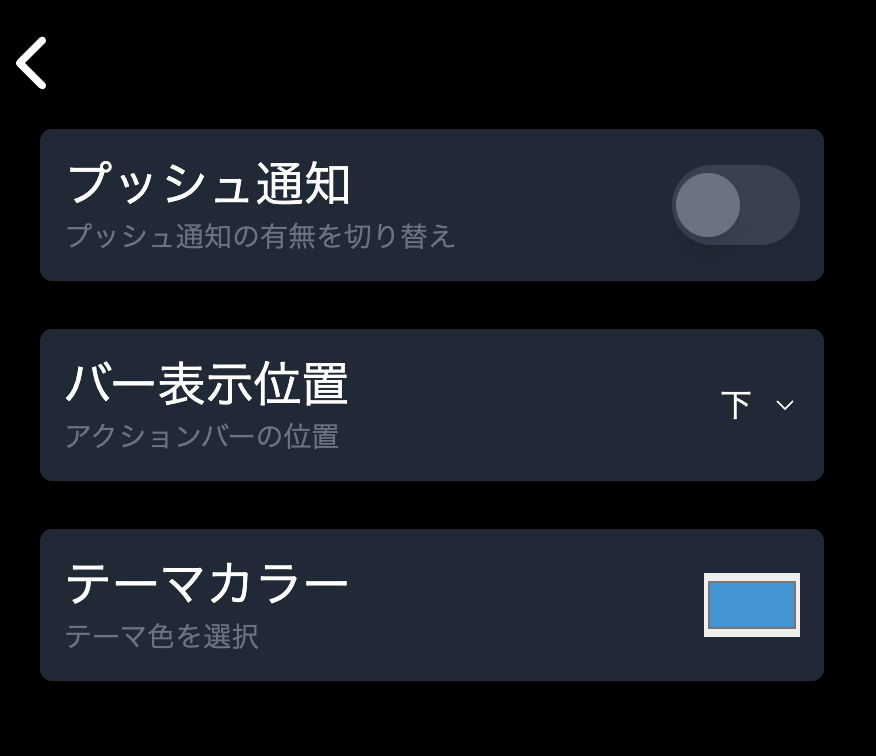 プッシュ通知
プッシュ通知の有無を切り替え
バー表示位置
アクションバーの位置
下
テーマカラー
テーマ色を選択